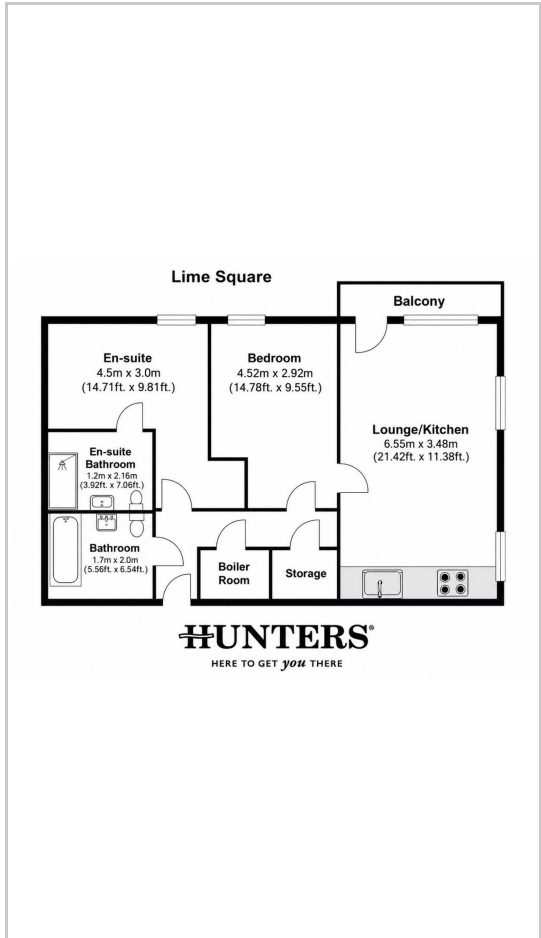 Lime Square
Balcony
En-suite
4.5m x 3.0m
(14.71ft. x 9.81ft.)
Bedroom
4.52m x 2.92m
(14.78ft. x 9.55ft.)
Lounge/Kitchen
6.55m x 3.48m
(21.42ft. x 11.38ft.)
En-suite
Bathroom
1.2m x 2.16m
(3.92ft. x 7.06ft.)
Bathroom
1.7m x 2.0m
(5.56ft. x 6.54ft.)
Boiler
Room
Storage
HUNTERS®
HERE TO GET you THERE